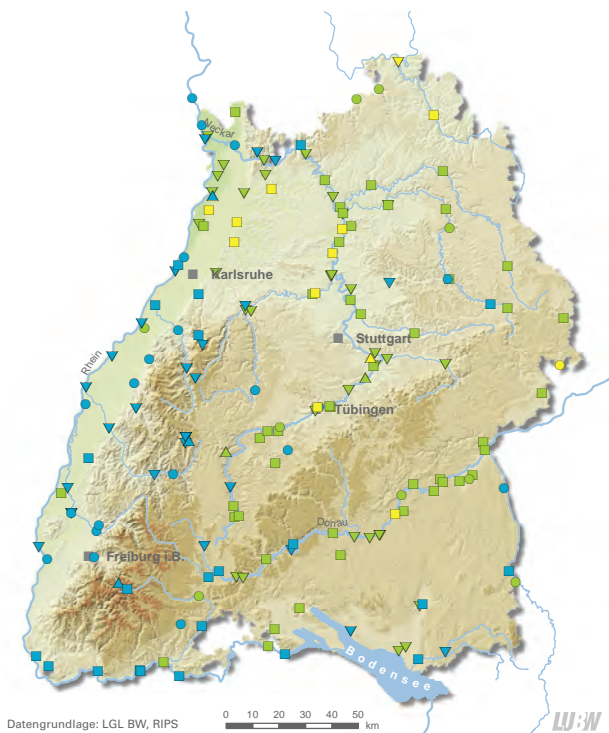 Neckar
Karlsruhe
Stuttgart
Rhein
Tübingen
Donau
Freiburg i.B.
Bodensee
Datengrundlage: LGL BW, RIPS
0 10 20 30 40 50
km
LUBW